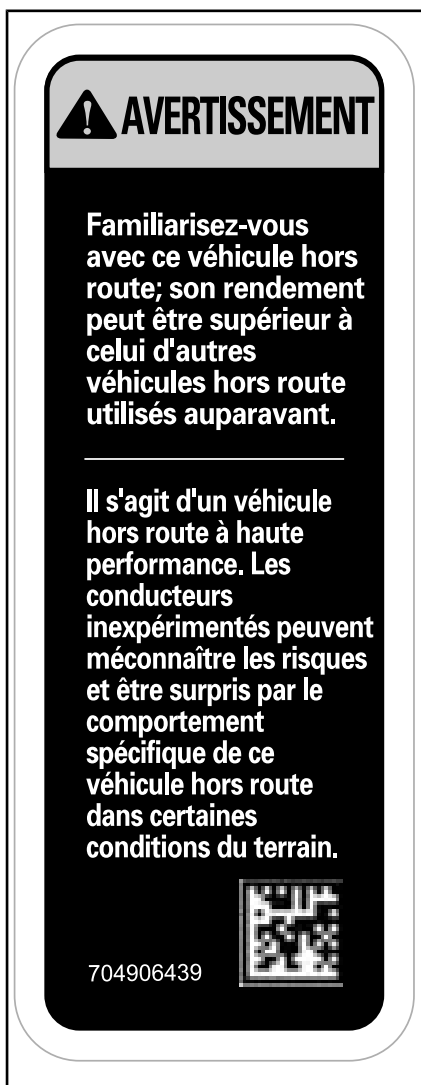 AVERTISSEMENT
Familiarisez-vous
avec ce véhicule hors
route; son rendement
peut être supérieur à
celui d'autres
véhicules hors route
utilisés auparavant.
Il s'agit d'un véhicule
hors route à haute
performance. Les
conducteurs
inexpérimentés peuvent
méconnaître les risques
et être surpris par le
comportement
spécifique de ce
véhicule hors route
dans certaines
conditions du terrain.
704906439